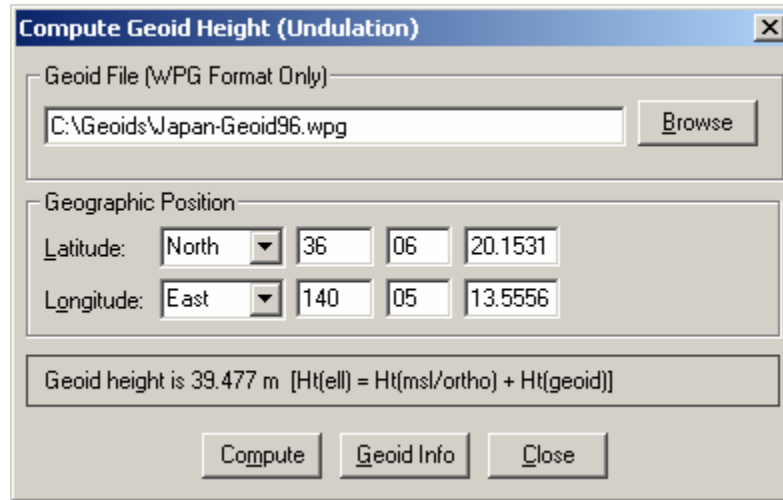 Compute Geoid Height (Undulation)
Geoid File (WPG Format Only)
C:\Geoids\Japan-Geoid96.wpg Browse
Geographic Position
Latitude: North 36 06 20.1531
Longitude: East 140 05 13.5556
Geoid height is 39.477 m [Ht(ell) = Ht(msl/ortho) + Ht(geoid)]
Compute Geoid Info Close